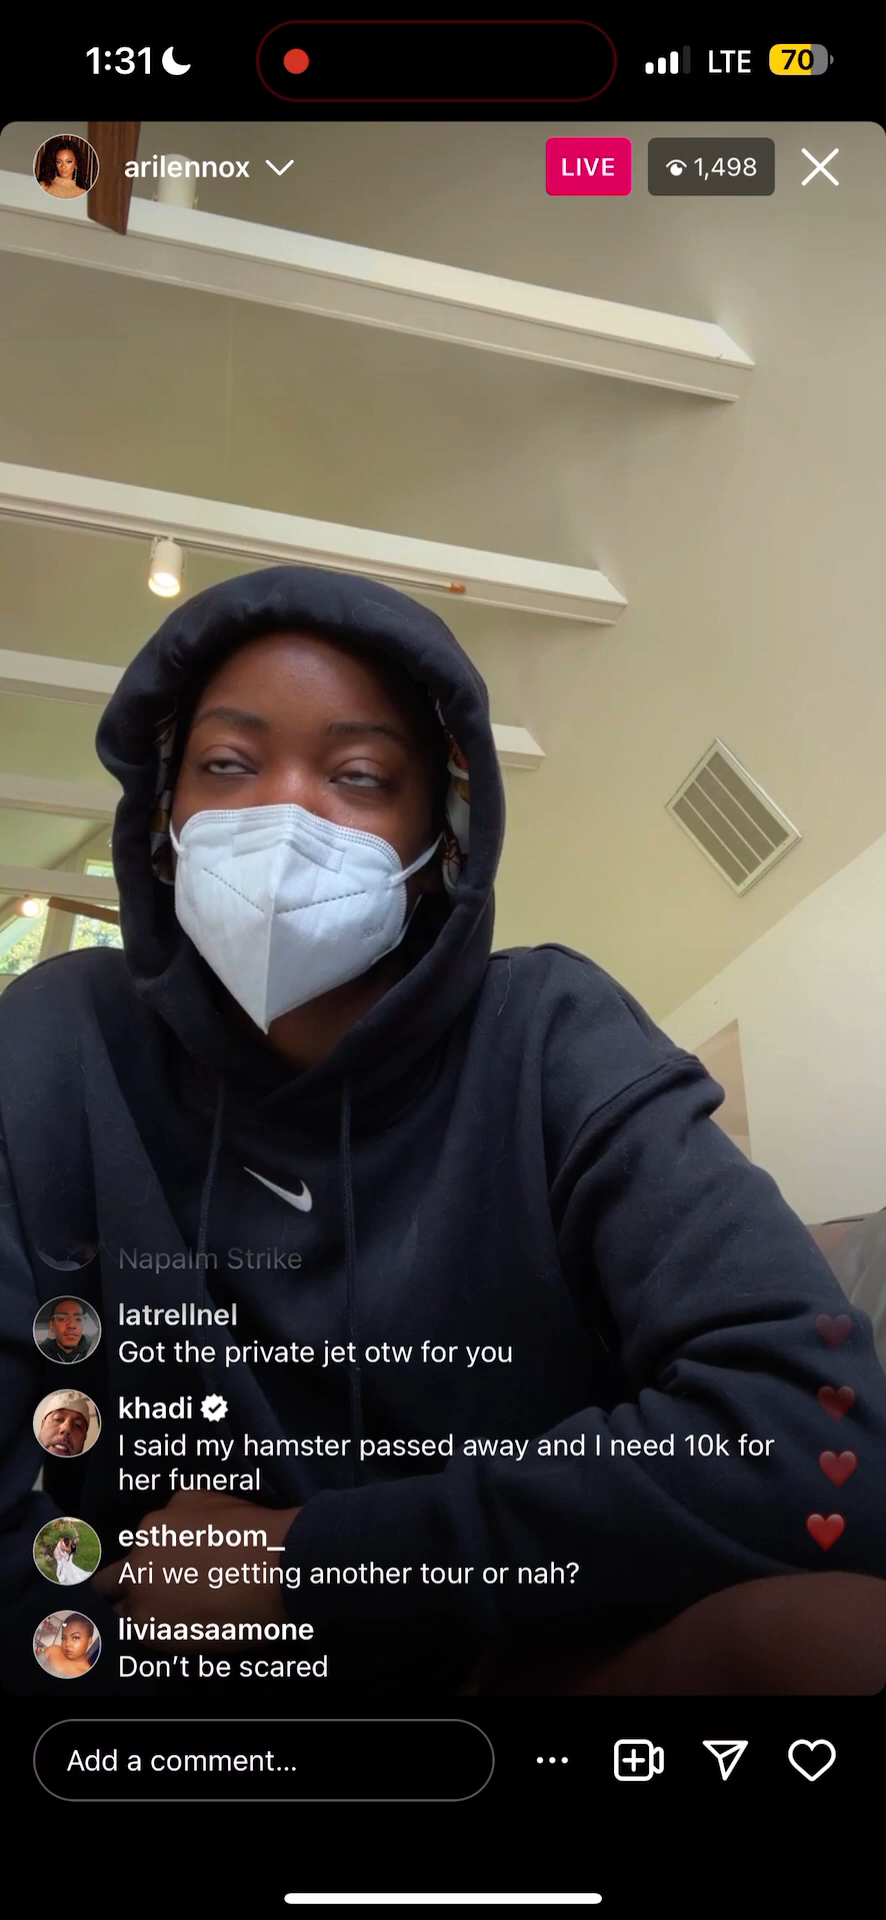 1:31
LTE
70
arilennox
LIVE
1,498
Napalm Strike
latrellnel
Got the private jet otw for you
khadi
I said my hamster passed away and I need 10k for
her funeral
estherbom_
Ari we getting another tour or nah?
liviaasaamone
Don’t be scared
Add a comment...